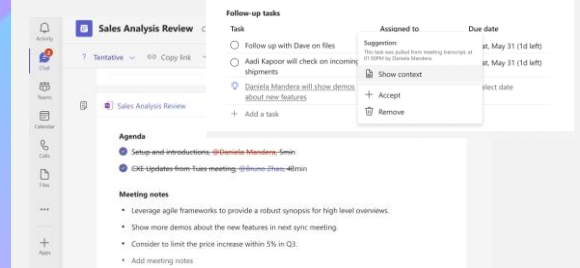 Activity
Chat
2
Teams
Calendar
Calls
Files
Apps
Sales Analysis Review
?
Tentative
Copy link
Follow-up tasks
Task
Assigned to
Due date
Follow up with Dave on files
at, May 31 (1d left)
Aadi Kapoor will check on incoming
shipments
at, May 31 (1d left)
Daniela Mandera will show demos
about new features
elect date
+ Add a task
Suggestion:
This task was pulled from meeting transcript, at
01:50PM by Daniela Mandera.
Show context
Accept
Remove
Sales Analysis Review
Agenda
Setup and introductions, @Daniela Mandera, 5min
CXE Updates from Tues meeting, @Bruno Zhao, 40min
Meeting notes
• Leverage agile frameworks to provide a robust synopsis for high level overviews.
• Show more demos about the new features in next sync meeting.
• Consider to limit the price increase within 5% in Q3.
• Add meeting notes